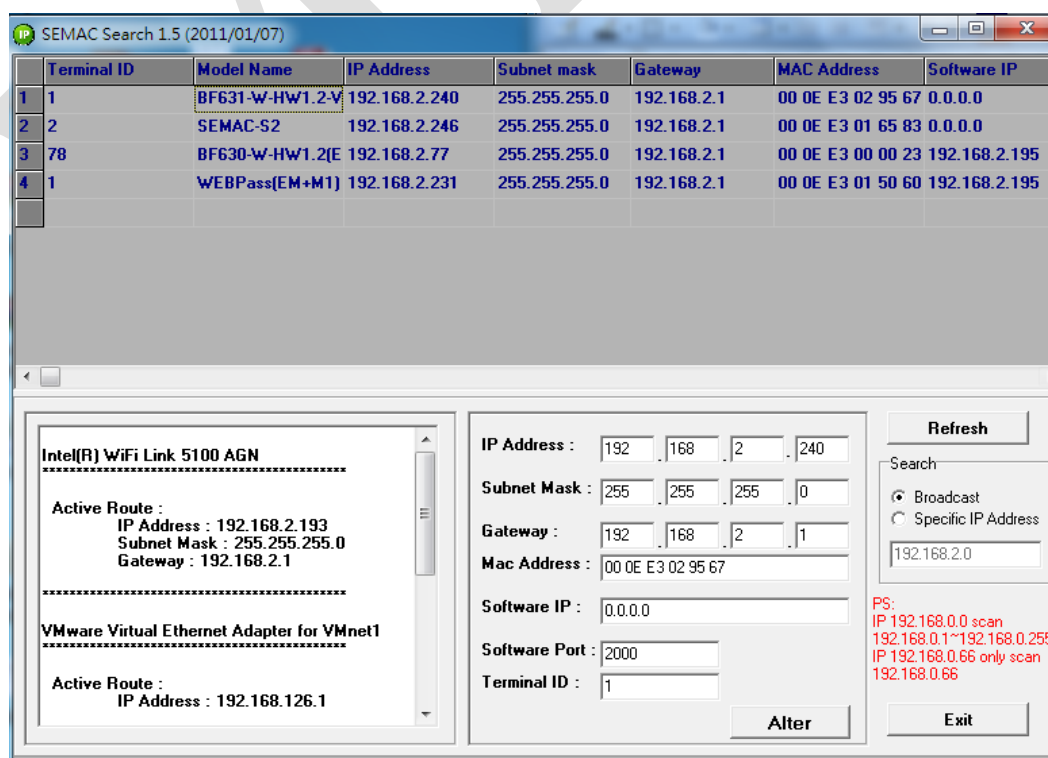 SEMAC Search 1.5 (2011/01/07)
Terminal ID Model Name IP Address Subnet mask Gateway MAC Address Software IP
1 1 BF631-W-HW1.2-V 192.168.2.240 255.255.255.0 192.168.2.1 00 0E E3 02 95 67 0.0.0.0
2 2 SEMAC-S2 192.168.2.246 255.255.255.0 192.168.2.1 00 0E E3 01 65 83 0.0.0.0
3 78 BF630-W-HW1.2(E 192.168.2.77 255.255.255.0 192.168.2.1 00 0E E3 00 00 23 192.168.2.195
4 1 WEBPass(EM+M1) 192.168.2.231 255.255.255.0 192.168.2.1 00 0E E3 01 50 60 192.168.2.195
Intel(R) WiFi Link 5100 AGN
*******************************************
Active Route :
IP Address : 192.168.2.193
Subnet Mask : 255.255.255.0
Gateway : 192.168.2.1
*******************************************
VMware Virtual Ethernet Adapter for VMnet1
*******************************************
Active Route :
IP Address : 192.168.126.1
IP Address : 192 . 168 . 2 . 240
Subnet Mask : 255 . 255 . 255 . 0
Gateway : 192 . 168 . 2 . 1
Mac Address : 00 0E E3 02 95 67
Software IP : 0.0.0.0
Software Port : 2000
Terminal ID : 1
Alter
Refresh
Search
Broadcast
Specific IP Address
192.168.2.0
PS:
IP 192.168.0.0 scan
192.168.0.1~192.168.0.255
IP 192.168.0.66 only scan
192.168.0.66
Exit